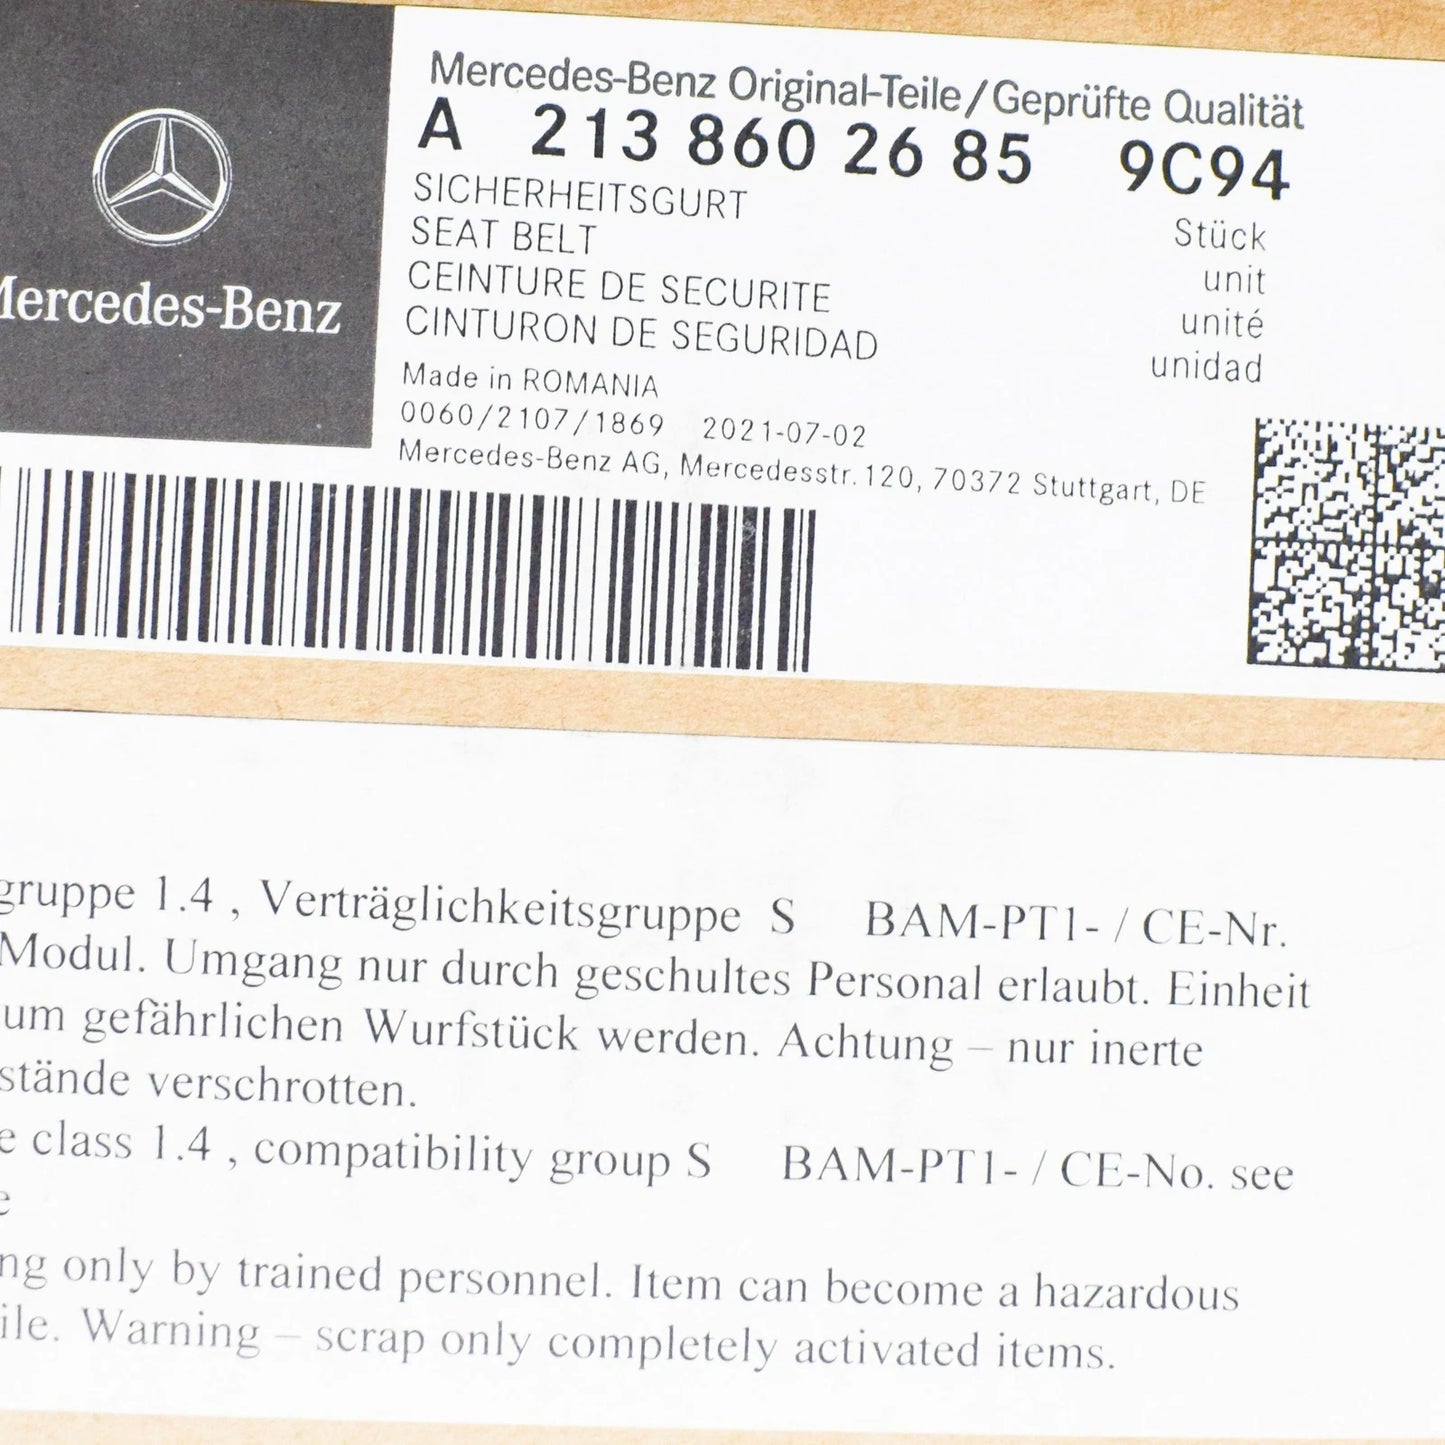 Mercedes-Benz
Mercedes-Benz Original-Teile/Geprüfte Qualität
A 213 860 26 85 9C94
SICHERHEITSGURT
SEAT BELT
CEINTURE DE SECURITE
CINTURON DE SEGURIDAD
Stück
unit
unité
unidad
Made in ROMANIA
0060/2107/1869 2021-07-02
Mercedes-Benz AG, Mercedesstr. 120, 70372 Stuttgart, DE
gruppe 1.4 , Verträglichkeitsgruppe S BAM-PT1- / CE-Nr.
Modul. Umgang nur durch geschultes Personal erlaubt. Einheit
um gefährlichen Wurfstück werden. Achtung – nur inerte
stände verschrotten.
e class 1.4 , compatibility group S BAM-PT1- / CE-No. see
e
ng only by trained personnel. Item can become a hazardous
ile. Warning – scrap only completely activated items.